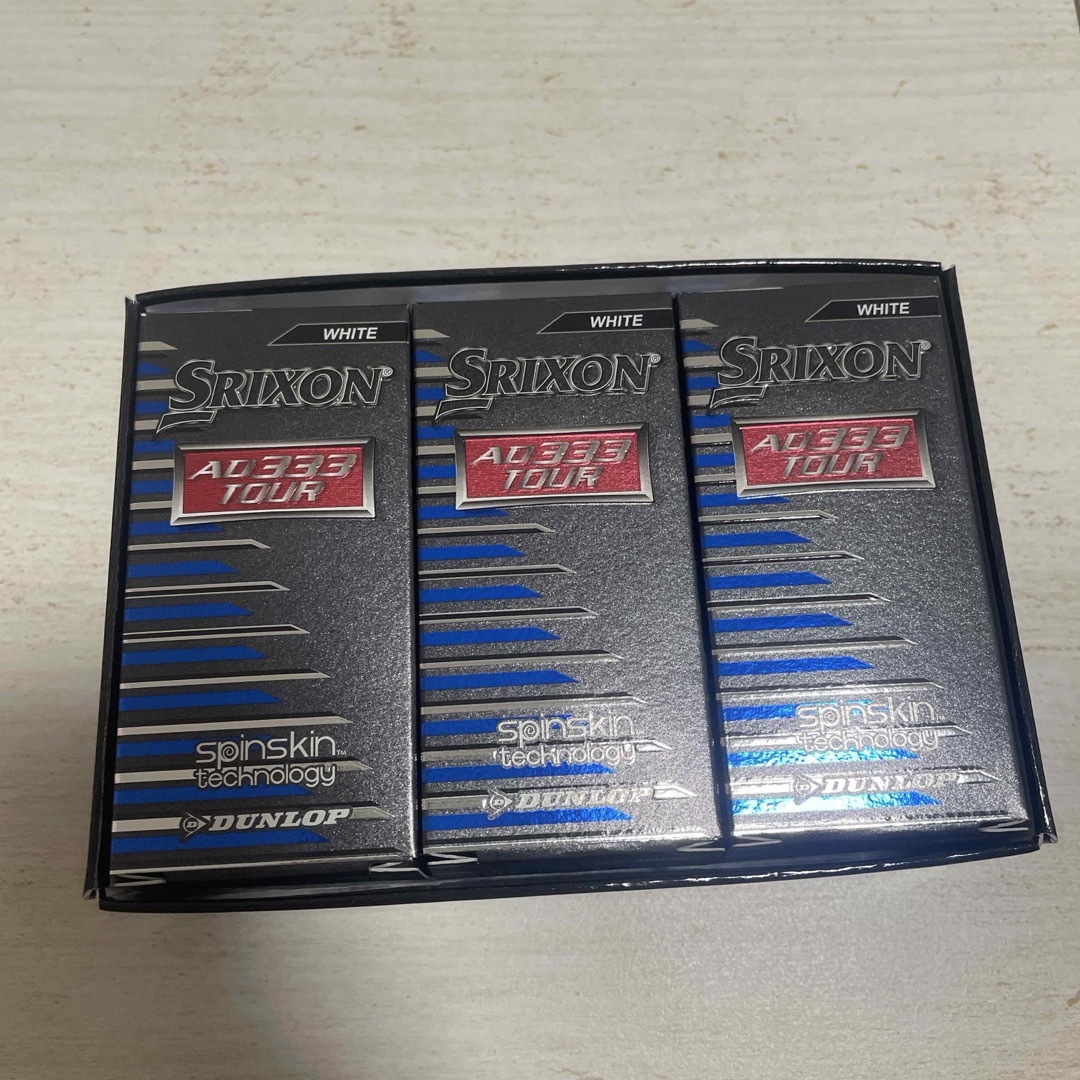 WHITE
SRIXON®
AD333
TOUR
spinskin™
technology
DUNLOP
WHITE
SRIXON®
AD333
TOUR
spinskin
technology
DUNLOP
WHITE
SRIXON®
AD333
TOUR
spinskin
technology
DUNLOP